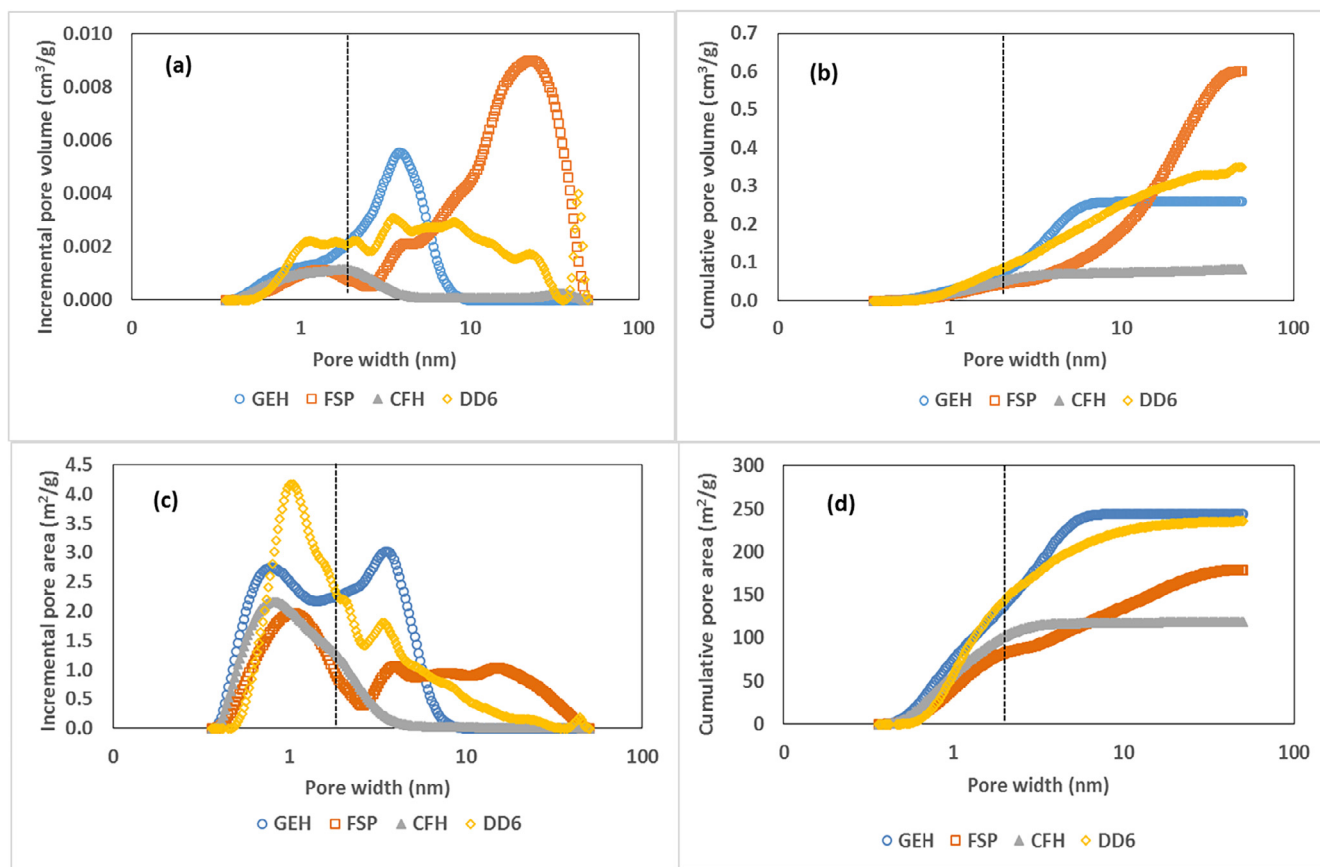 (a)
Incremental pore volume (cm³/g)
0.010
0.008
0.006
0.004
0.002
0.000
0 1 10 100
Pore width (nm)
GEH FSP CFH DD6
(b)
Cumulative pore volume (cm³/g)
0.7
0.6
0.5
0.4
0.3
0.2
0.1
0.0
0 1 10 100
Pore width (nm)
GEH FSP CFH DD6
(c)
Incremental pore area (m²/g)
4.5
4.0
3.5
3.0
2.5
2.0
1.5
1.0
0.5
0.0
0 1 10 100
Pore width (nm)
GEH FSP CFH DD6
(d)
Cumulative pore area (m²/g)
300
250
200
150
100
50
0
0 1 10 100
Pore width (nm)
GEH FSP CFH DD6